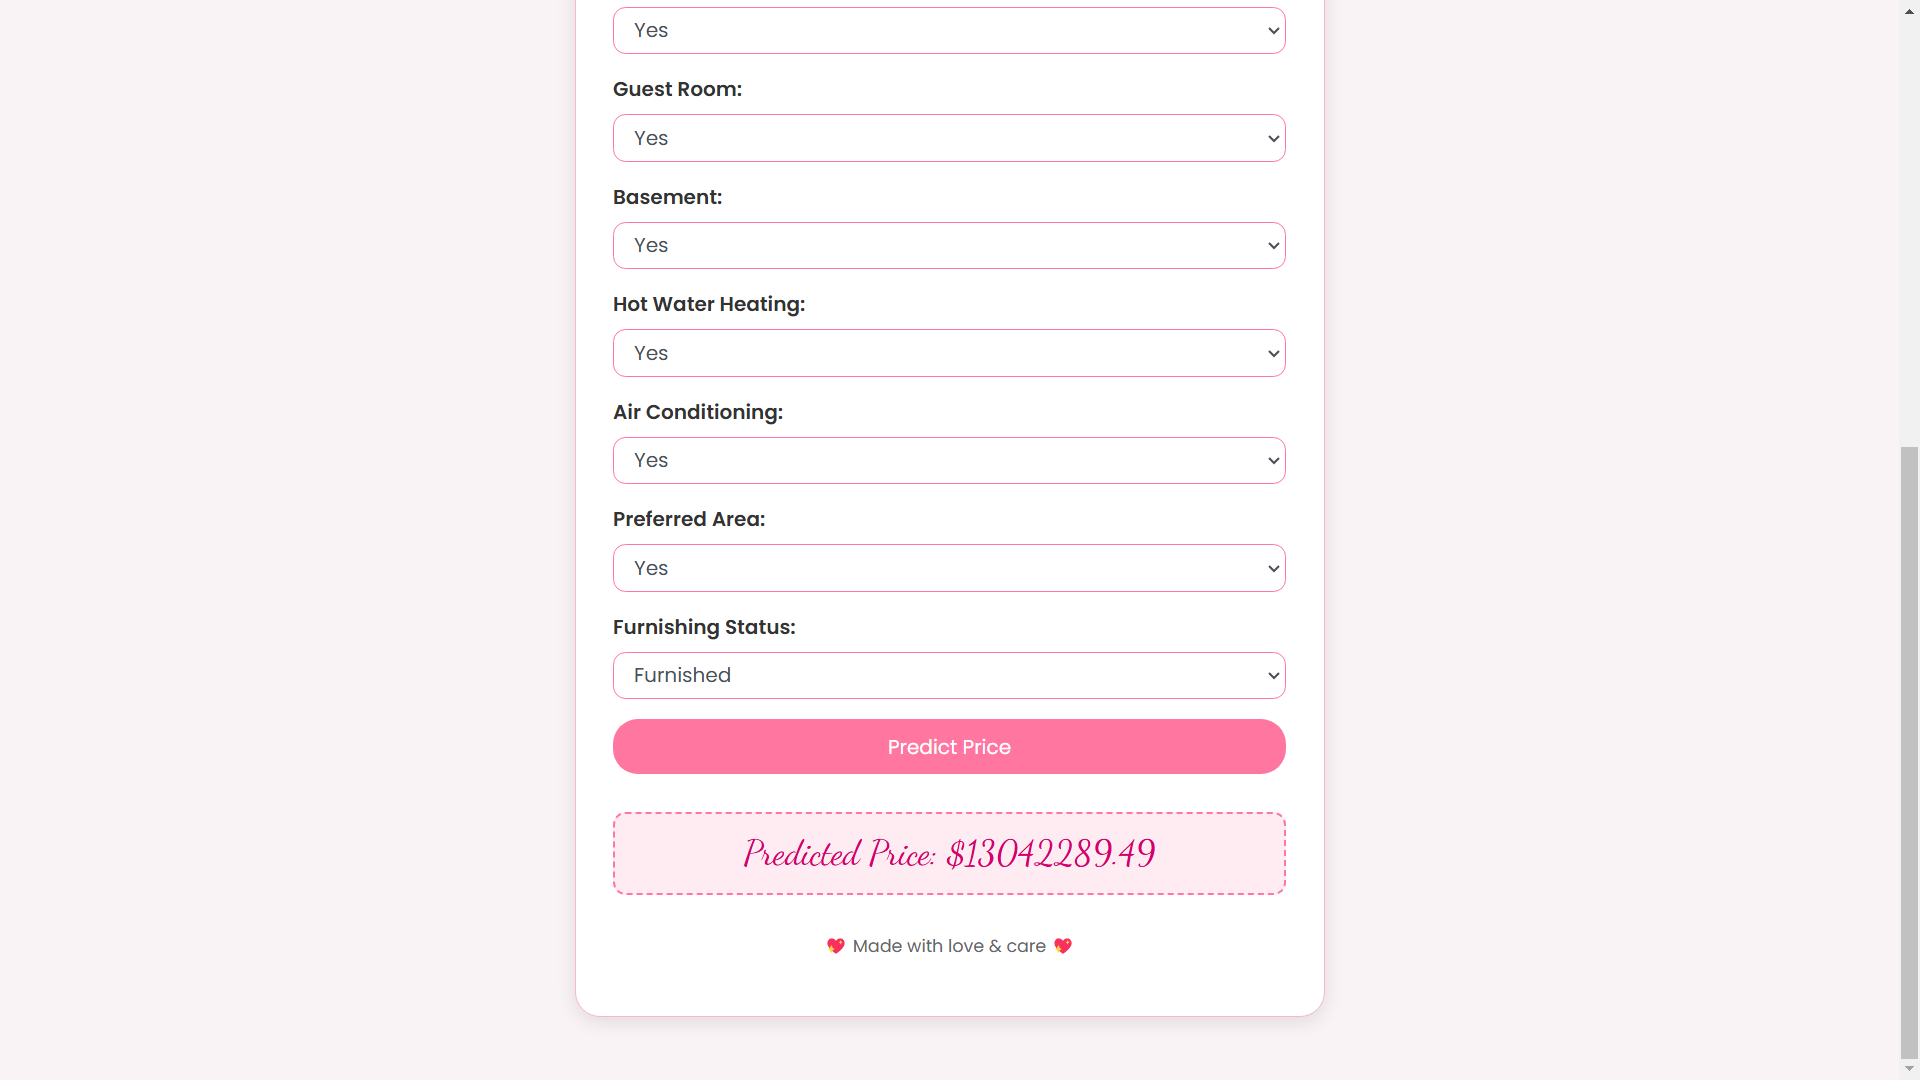 Yes
Guest Room:
Yes
Basement:
Yes
Hot Water Heating:
Yes
Air Conditioning:
Yes
Preferred Area:
Yes
Furnishing Status:
Furnished
Predict Price
Predicted Price: $13042289.49
💖 Made with love & care 💖